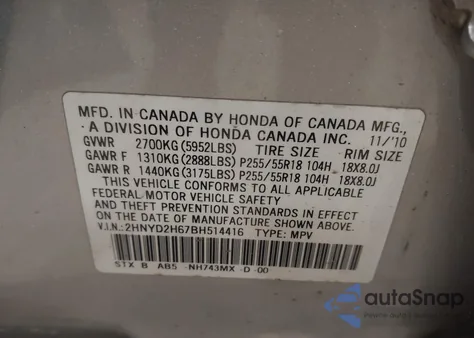 MFD. IN CANADA BY HONDA OF CANADA MFG.,
A DIVISION OF HONDA CANADA INC. 11/'10
GVWR 2700KG(5952LBS) TIRE SIZE RIM SIZE
GAWR F 1310KG(2888LBS) P255/55R18 104H 18X8.0J
GAWR R 1440KG(3175LBS) P255/55R18 104H 18X8.0J
THIS VEHICLE CONFORMS TO ALL APPLICABLE
FEDERAL MOTOR VEHICLE SAFETY
AND THEFT PREVENTION STANDARDS
IN EFFECT ON THE DATE OF MANUFACTURE
SHOWN ABOVE.
V.I.N.:2HNYD2H67BH514416 TYPE: MPV
STX B AB5 -NH743MX -D -00
autoSnap